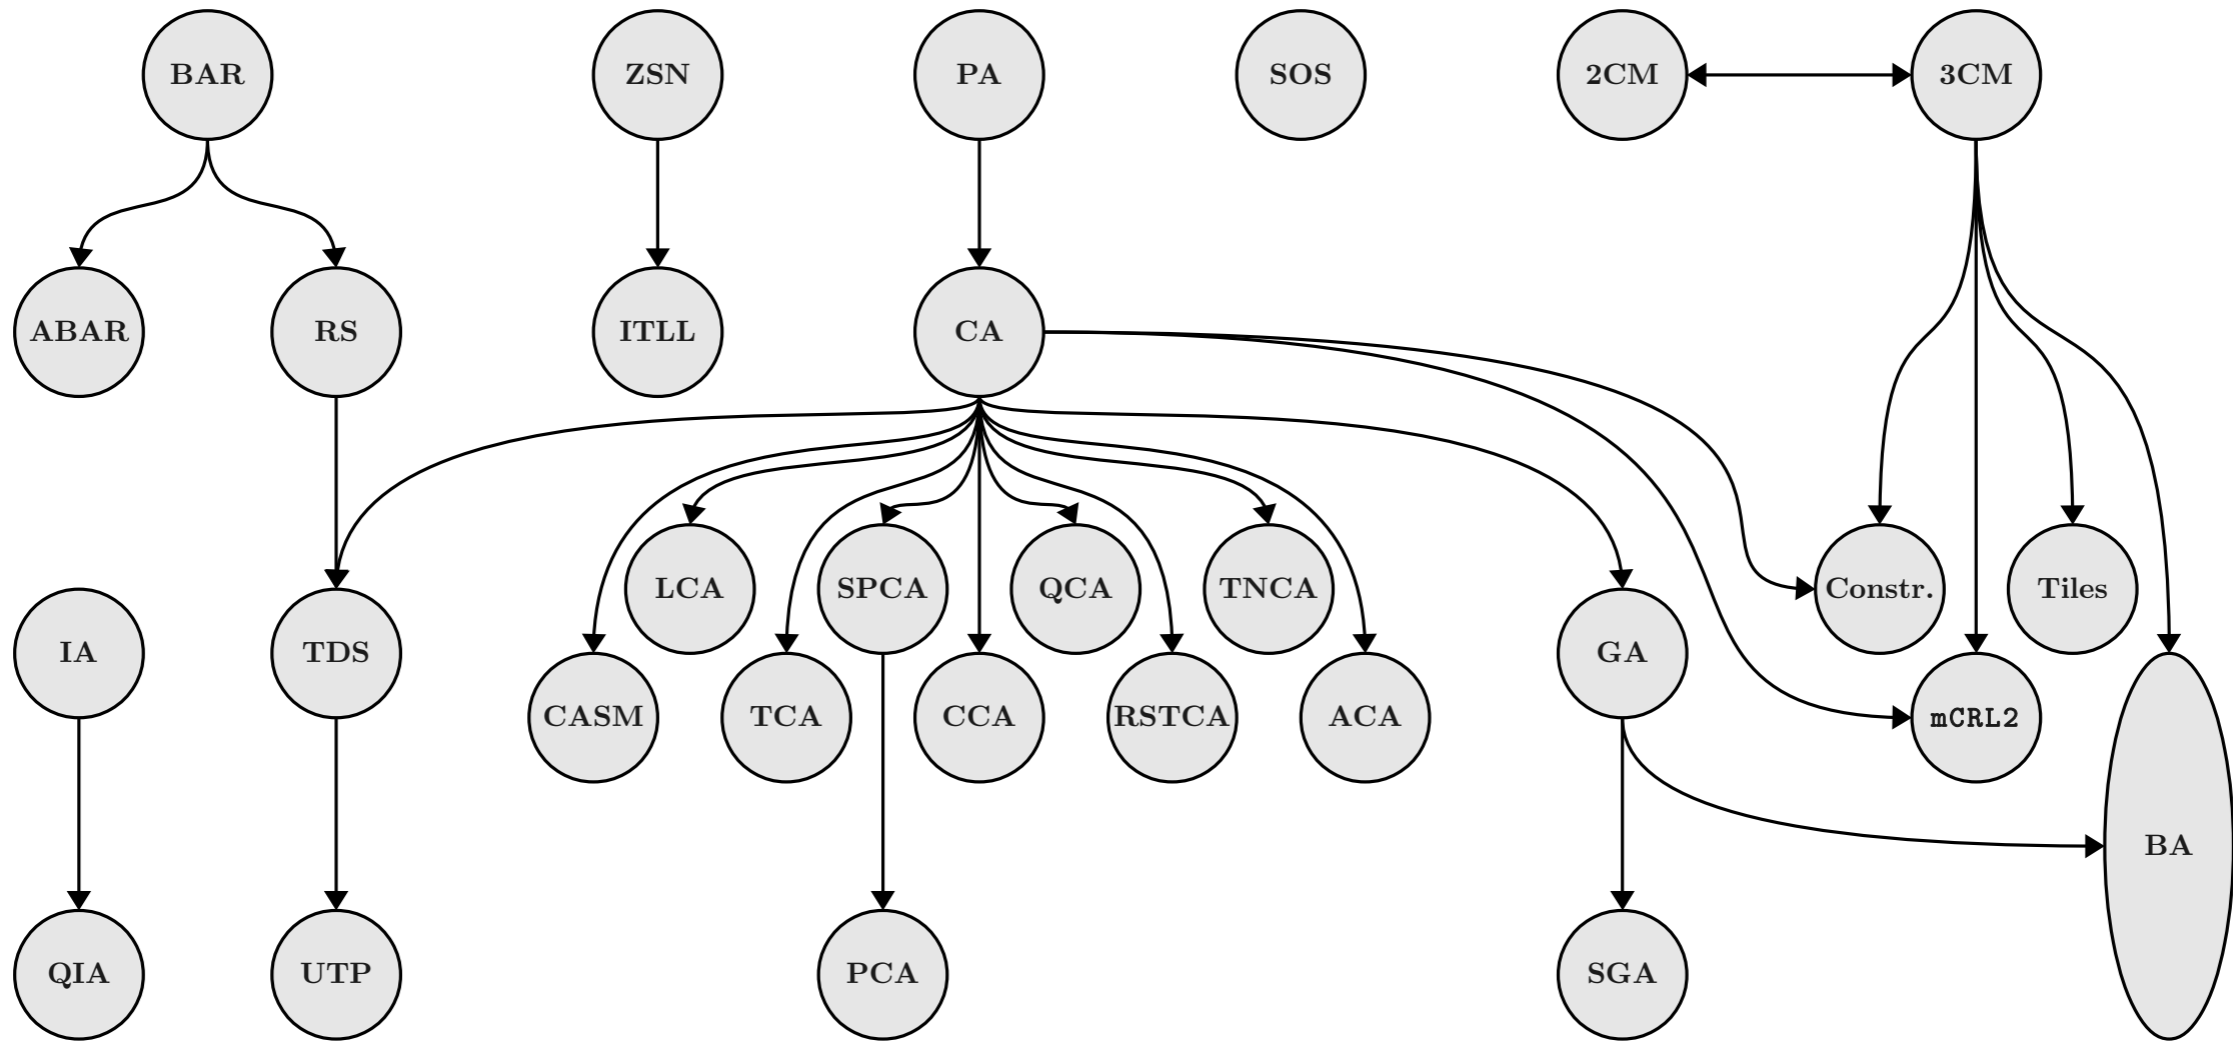 BAR
ZSN
PA
SOS
2CM
3CM
ABAR
RS
ITLL
CA
LCA
SPCA
QCA
TNCA
Constr.
Tiles
IA
TDS
GA
CASM
TCA
CCA
RSTCA
ACA
mCRL2
BA
QIA
UTP
PCA
SGA